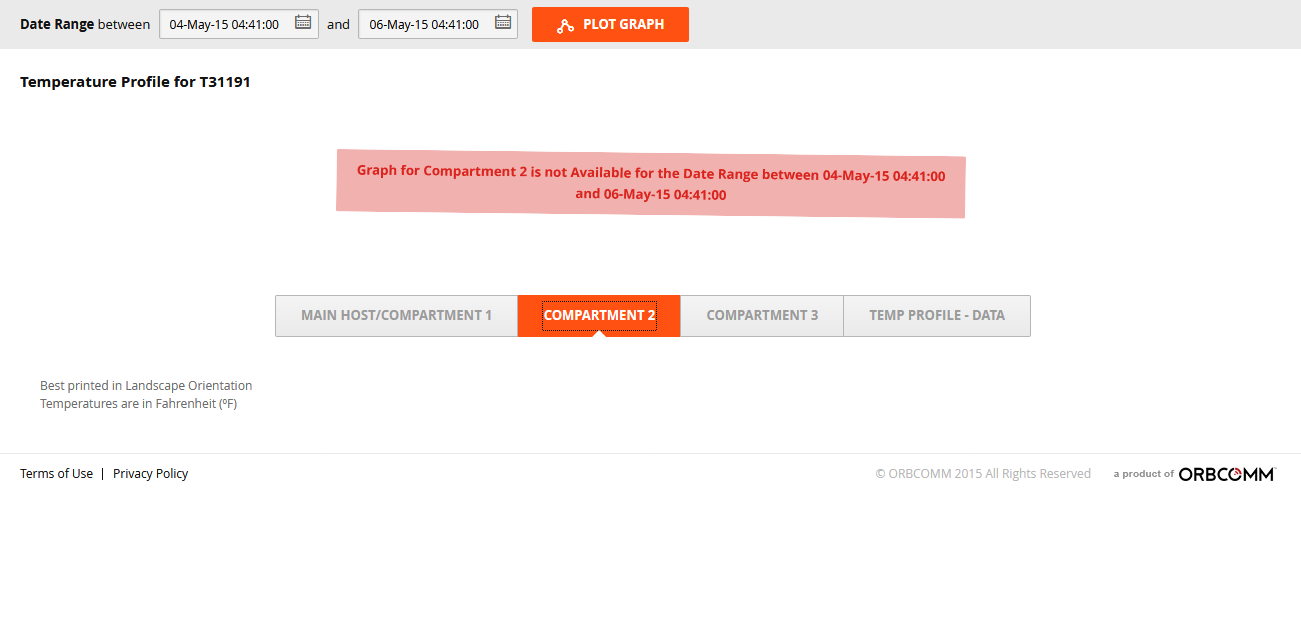 Date Range between 04-May-15 04:41:00 and 06-May-15 04:41:00 PLOT GRAPH
Temperature Profile for T31191
Graph for Compartment 2 is not Available for the Date Range between 04-May-15 04:41:00
and 06-May-15 04:41:00
MAIN HOST/COMPARTMENT 1 COMPARTMENT 2 COMPARTMENT 3 TEMP PROFILE - DATA
Best printed in Landscape Orientation
Temperatures are in Fahrenheit (ºF)
Terms of Use | Privacy Policy © ORBCOMM 2015 All Rights Reserved a product of ORBCOMM